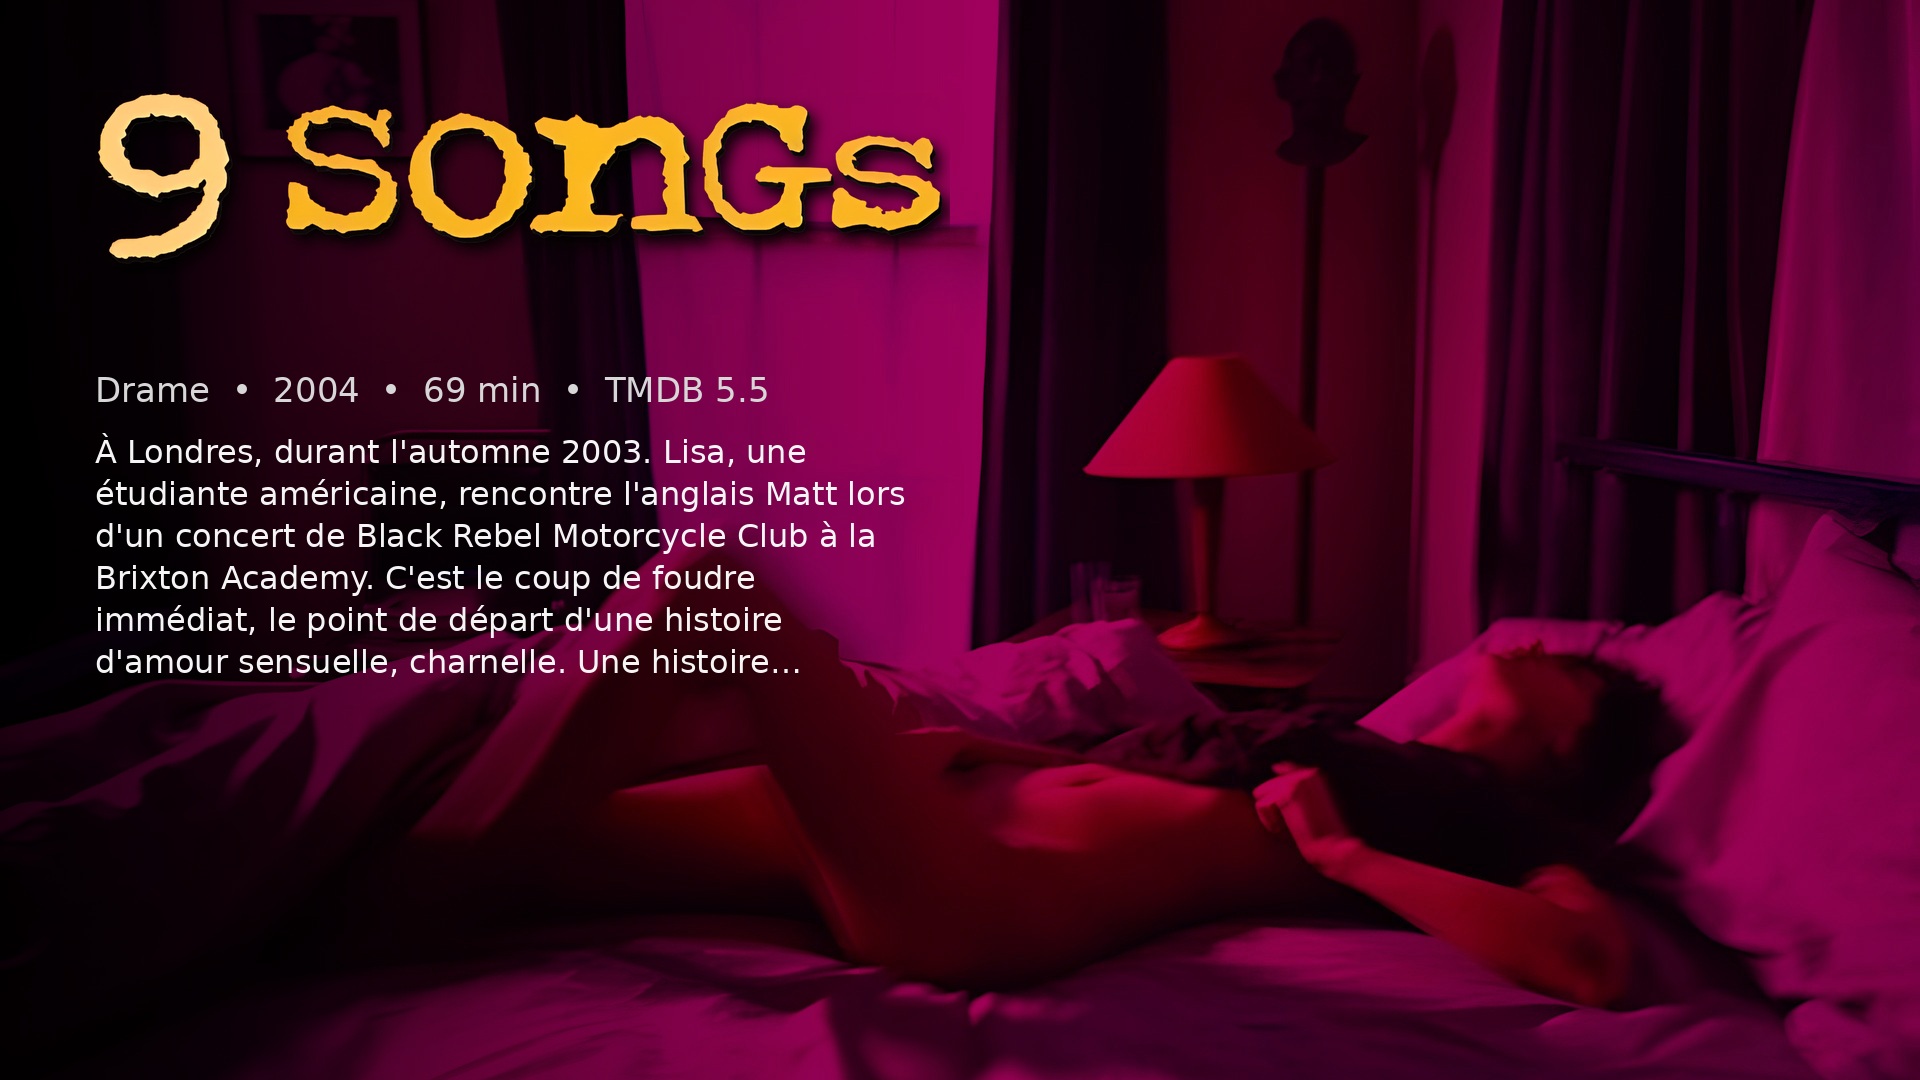 9 songs
Drame • 2004 • 69 min • TMDB 5.5
À Londres, durant l'automne 2003. Lisa, une
étudiante américaine, rencontre l'anglais Matt lors
d'un concert de Black Rebel Motorcycle Club à la
Brixton Academy. C'est le coup de foudre
immédiat, le point de départ d'une histoire
d'amour sensuelle, charnelle. Une histoire…